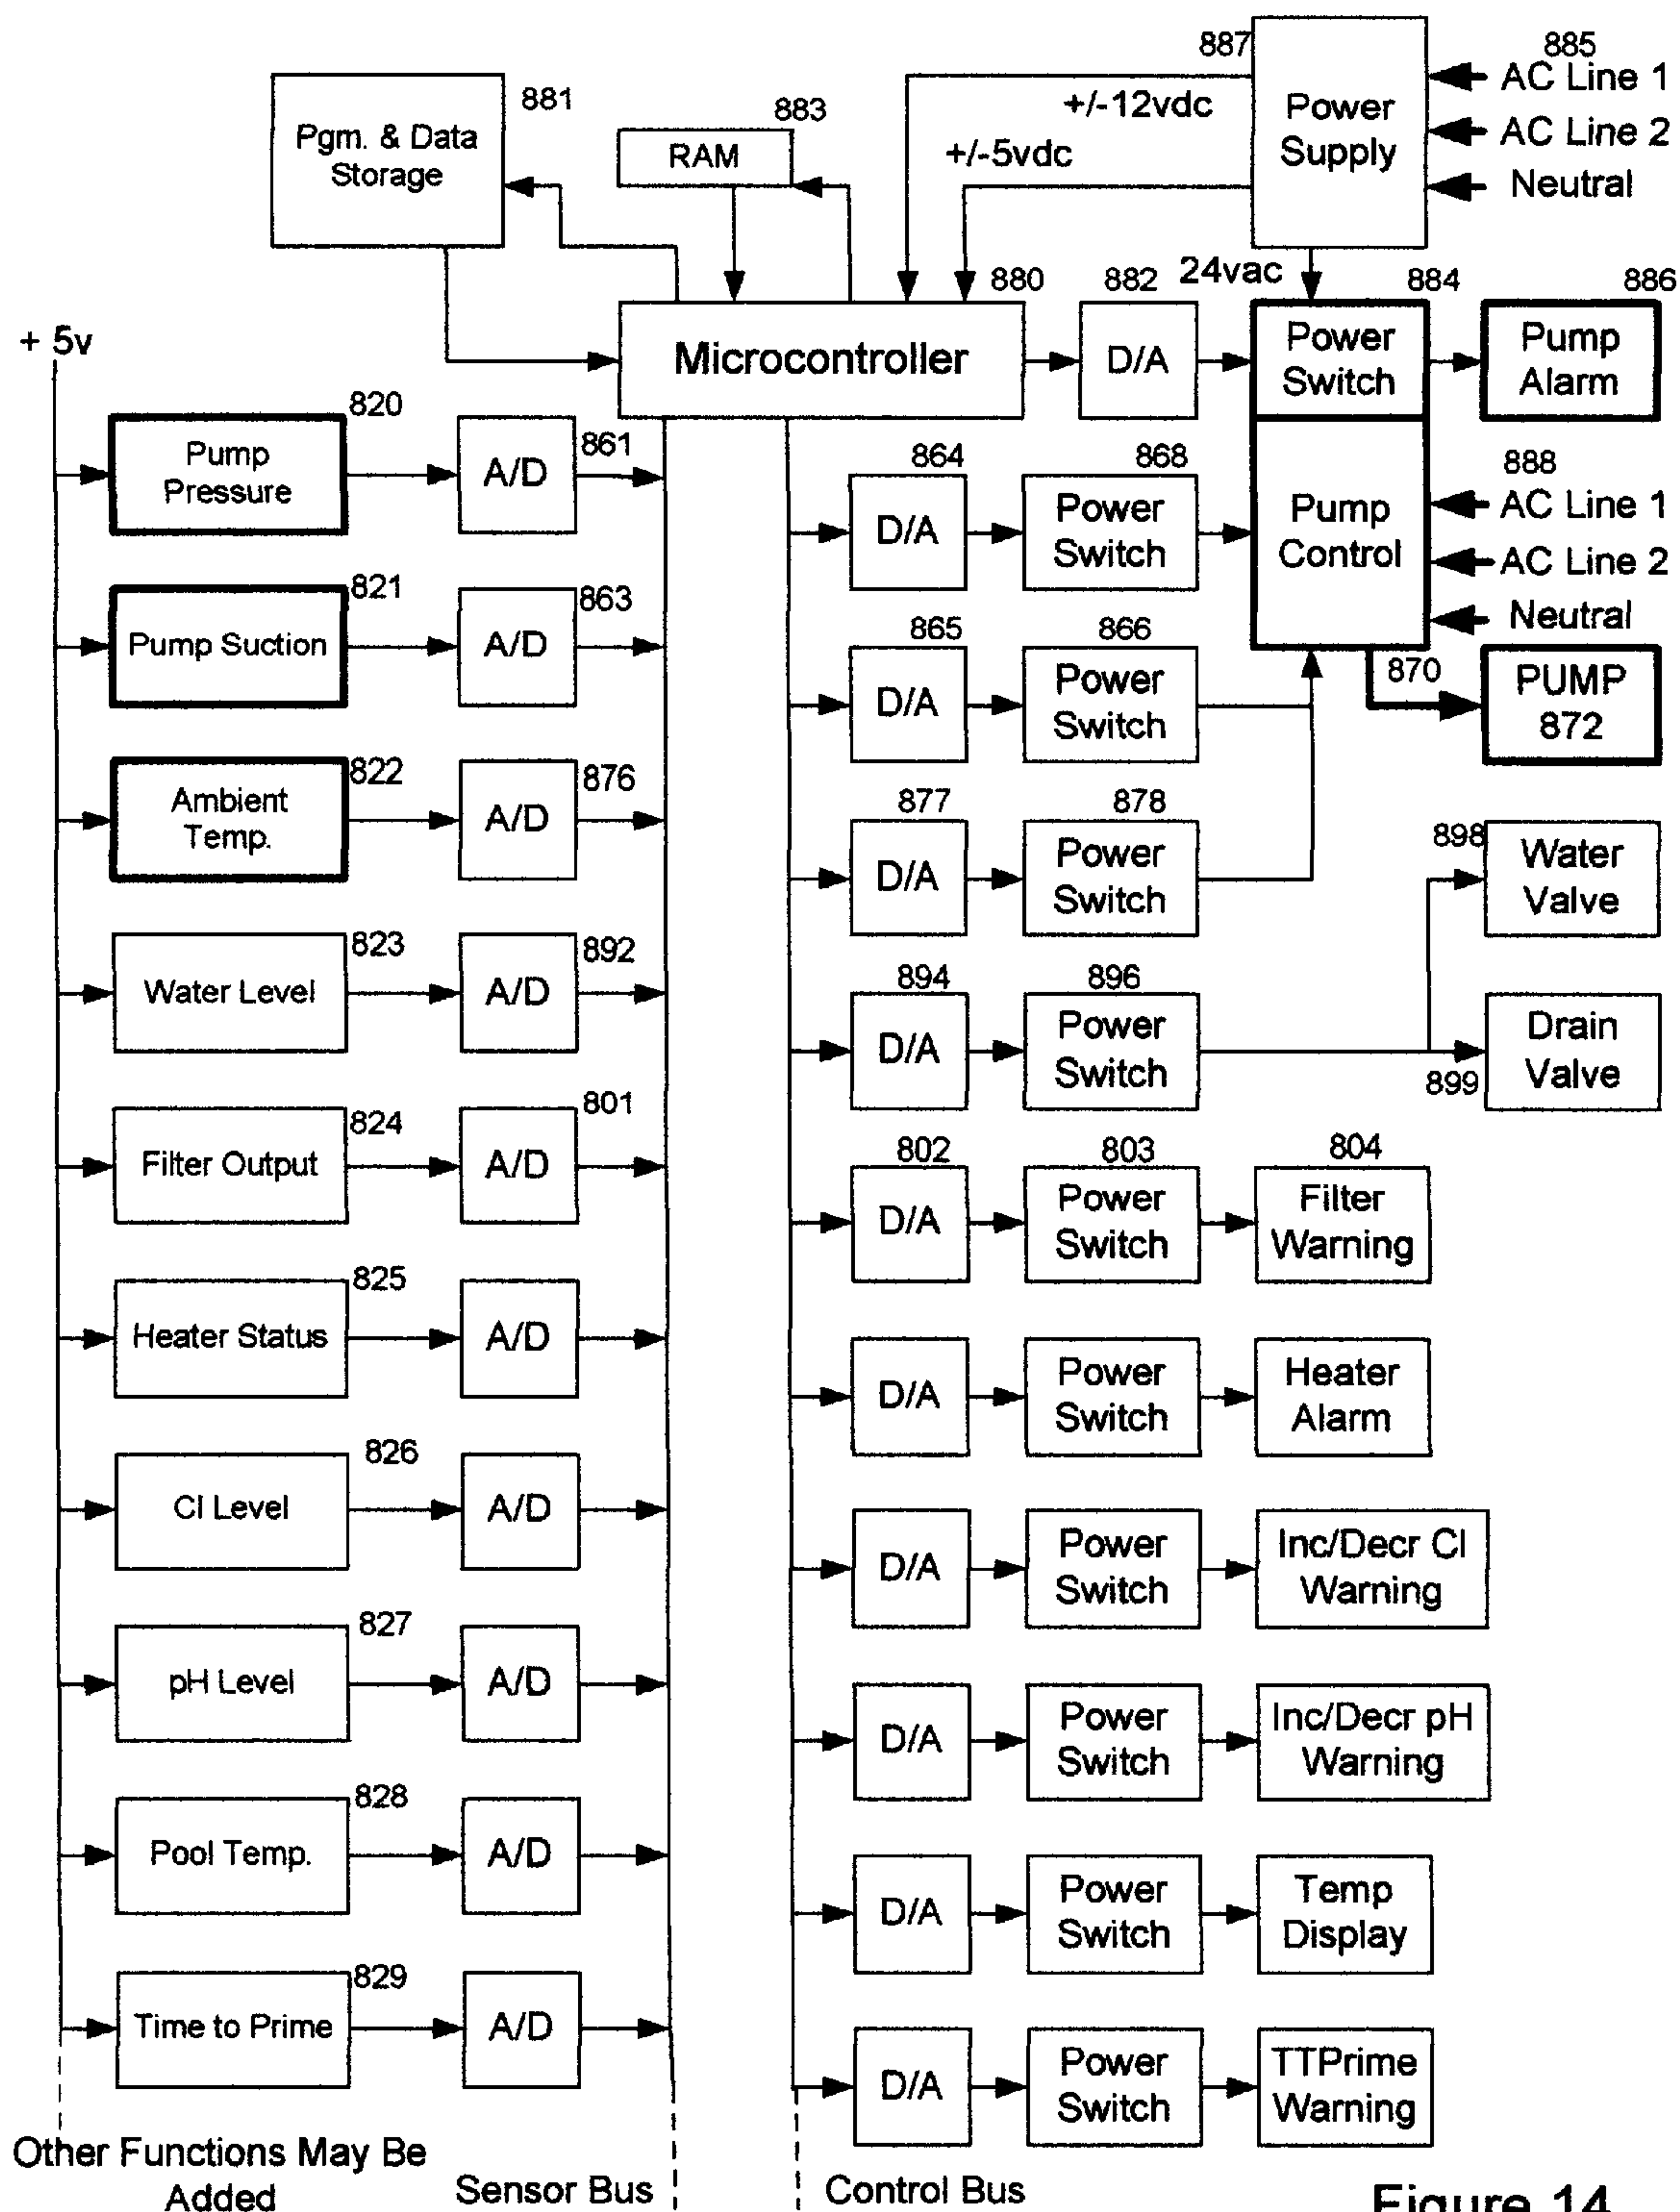 887
885
Power
Supply
AC Line 1
AC Line 2
Neutral
+/-12vdc
+/-5vdc
24vac
Pgm. & Data
Storage
881
RAM
883
Microcontroller
880
882
D/A
884
Power
Switch
886
Pump
Alarm
+ 5v
820
Pump
Pressure
A/D
861
821
Pump Suction
A/D
863
822
Ambient
Temp.
A/D
876
823
Water Level
A/D
892
824
Filter Output
A/D
801
825
Heater Status
A/D
826
Cl Level
A/D
827
pH Level
A/D
828
Pool Temp.
A/D
829
Time to Prime
A/D
864
D/A
868
Power
Switch
Pump
Control
888
AC Line 1
AC Line 2
Neutral
865
D/A
866
Power
Switch
870
PUMP
872
877
D/A
878
Power
Switch
898
Water
Valve
894
D/A
896
Power
Switch
899
Drain
Valve
802
D/A
803
Power
Switch
804
Filter
Warning
D/A
Power
Switch
Heater
Alarm
D/A
Power
Switch
Inc/Decr Cl
Warning
D/A
Power
Switch
Inc/Decr pH
Warning
D/A
Power
Switch
Temp
Display
D/A
Power
Switch
TTPrime
Warning
Other Functions May Be
Added
Sensor Bus
Control Bus
Figure 14